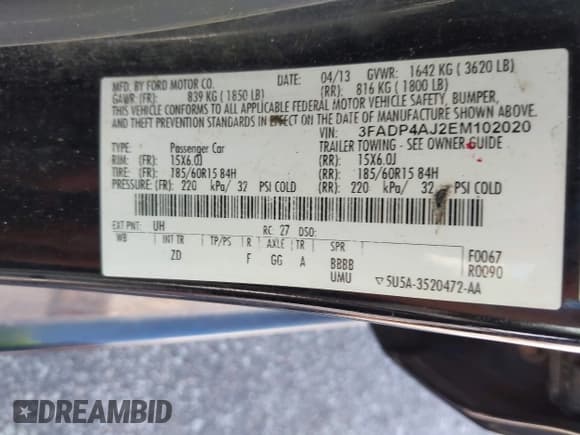 MFD. BY FORD MOTOR CO. DATE: 04/13 GVWR: 1642 KG ( 3620 LB)
GAWR: (FR): 839 KG ( 1850 LB) (RR): 816 KG ( 1800 LB)
THIS VEHICLE CONFORMS TO ALL APPLICABLE FEDERAL MOTOR VEHICLE SAFETY, BUMPER,
AND THEFT PREVENTION STANDARDS IN EFFECT ON THE DATE OF MANUFACTURE SHOWN ABOVE.
VIN: 3FADP4AJ2EM102020
TYPE: Passenger Car TRAILER TOWING - SEE OWNER GUIDE
RIM: (FR): 15X6.0J (RR): 15X6.0J
TIRE: (FR): 185/60R15 84H (RR): 185/60R15 84H
PRESSURE: (FR): 220 kPa/ 32 PSI COLD (RR): 220 kPa/ 32 PSI COLD
EXT PNT: UH RC: 27 DSO:
WB INT TR TP/PS R AXLE TR SPR F0067
ZD F GG A BBBB R0090
UMU ▽ 5U5A-3520472-AA
DREAMBID